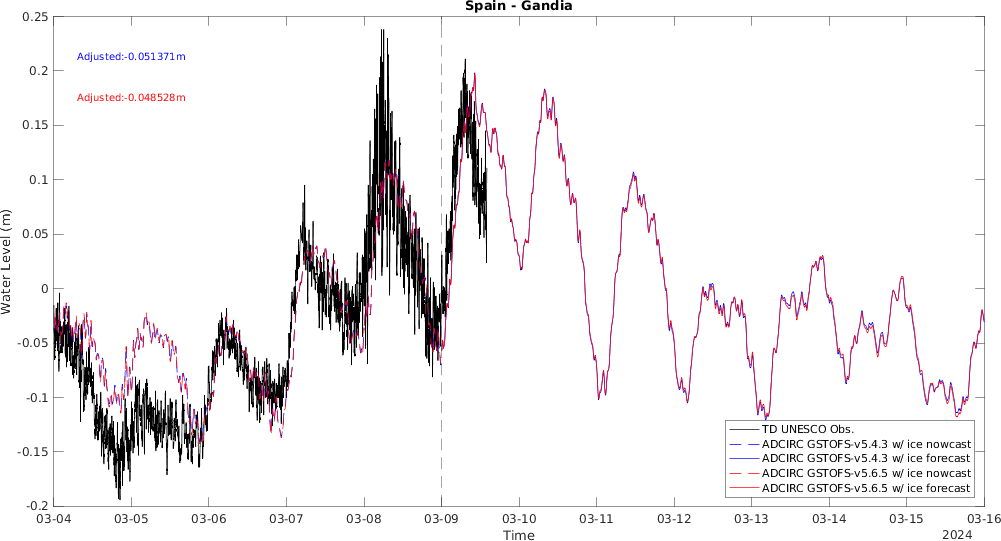 Spain - Gandia
0.25
0.2
0.15
0.1
0.05
0
-0.05
-0.1
-0.15
-0.2
Water Level (m)
Adjusted:-0.051371m
Adjusted:-0.048528m
TD UNESCO Obs.
ADCIRC GSTOFS-v5.4.3 w/ ice nowcast
ADCIRC GSTOFS-v5.4.3 w/ ice forecast
ADCIRC GSTOFS-v5.6.5 w/ ice nowcast
ADCIRC GSTOFS-v5.6.5 w/ ice forecast
03-04 03-05 03-06 03-07 03-08 03-09 03-10 03-11 03-12 03-13 03-14 03-15 03-16
Time
2024